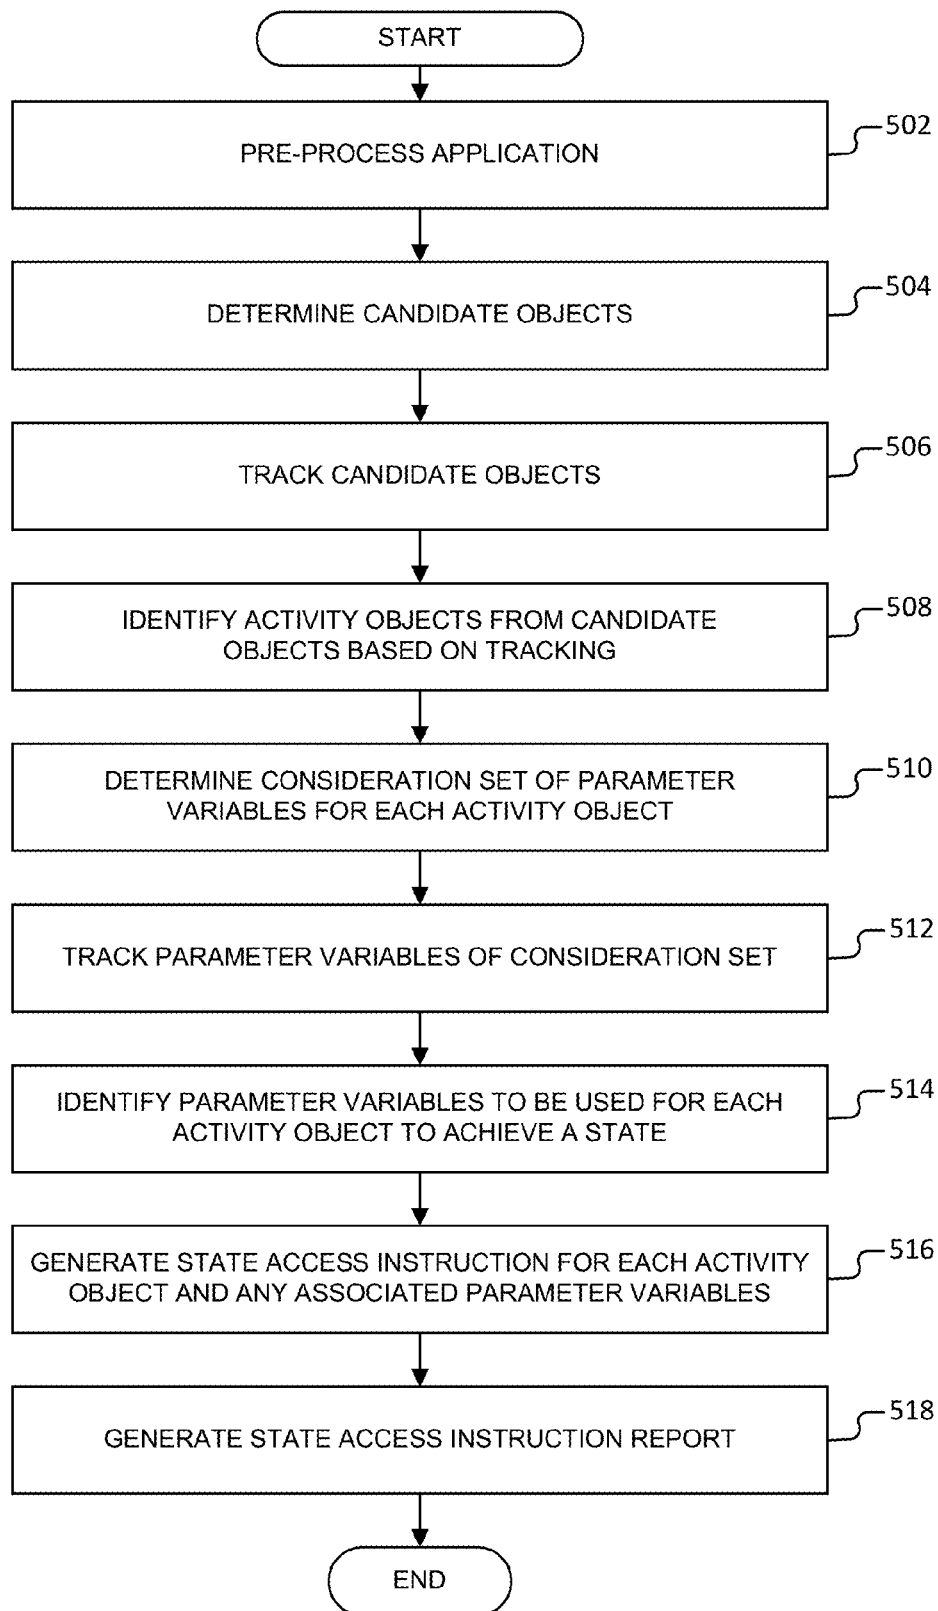 START
PRE-PROCESS APPLICATION
502
DETERMINE CANDIDATE OBJECTS
504
TRACK CANDIDATE OBJECTS
506
IDENTIFY ACTIVITY OBJECTS FROM CANDIDATE
OBJECTS BASED ON TRACKING
508
DETERMINE CONSIDERATION SET OF PARAMETER
VARIABLES FOR EACH ACTIVITY OBJECT
510
TRACK PARAMETER VARIABLES OF CONSIDERATION SET
512
IDENTIFY PARAMETER VARIABLES TO BE USED FOR EACH
ACTIVITY OBJECT TO ACHIEVE A STATE
514
GENERATE STATE ACCESS INSTRUCTION FOR EACH ACTIVITY
OBJECT AND ANY ASSOCIATED PARAMETER VARIABLES
516
GENERATE STATE ACCESS INSTRUCTION REPORT
518
END